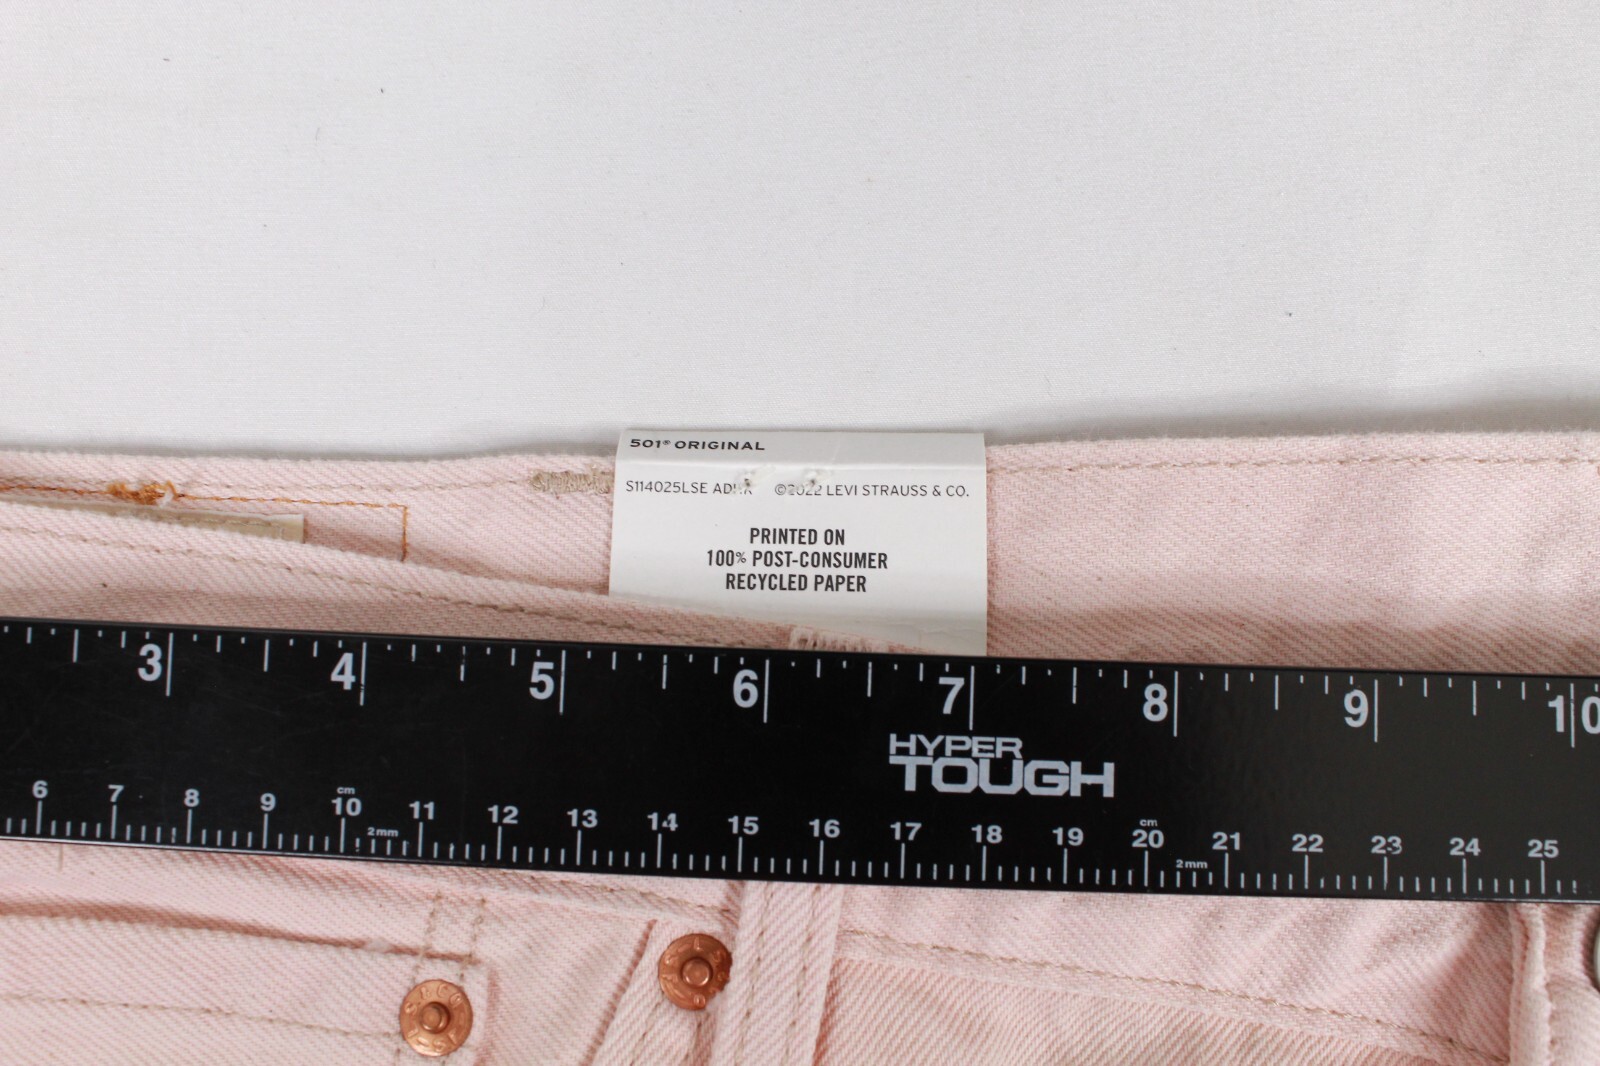 501® ORIGINAL
©2022 LEVI STRAUSS & CO.
S114025LSE
PRINTED ON
100% POST-CONSUMER
RECYCLED PAPER
3 4 5 6 7 8 9 10
HYPER
TOUGH
cm cm
6 7 8 9 10 11 12 13 14 15 16 17 18 19 20 21 22 23 24 25
2mm 2mm